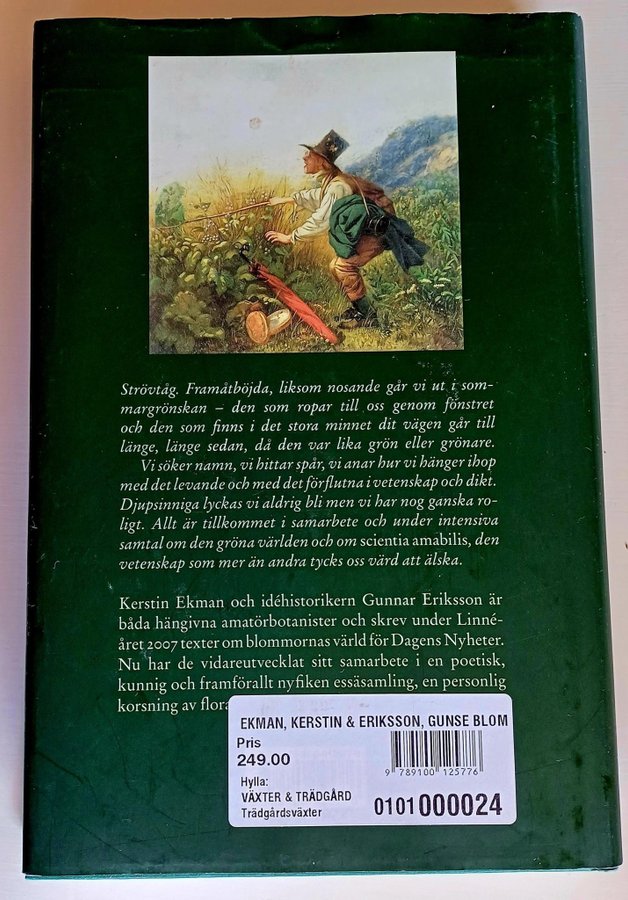 Strövtåg. Framåtböjda, liksom nosande går vi ut i som-
margrönskan – den som ropar till oss genom fönstret
och den som finns i det stora minnet dit vägen går till
länge, länge sedan, då den var lika grön eller grönare.
Vi söker namn, vi hittar spår, vi anar hur vi hänger ihop
med det levande och med det förflutna i vetenskap och dikt.
Djupsinniga lyckas vi aldrig bli men vi har nog ganska ro-
ligt. Allt är tillkommet i samarbete och under intensiva
samtal om den gröna världen och om scientia amabilis, den
vetenskap som mer än andra tycks oss värd att älska.
Kerstin Ekman och idéhistorikern Gunnar Eriksson är
båda hängivna amatörbotanister och skrev under Linné-
året 2007 texter om blommornas värld för Dagens Nyheter.
Nu har de vidareutvecklat sitt samarbete i en poetisk,
kunnig och framförallt nyfiken essäsamling, en personlig
korsning av flora
EKMAN, KERSTIN & ERIKSSON, GUNSE BLOM
Pris
249.00
9 789100 125776
Hylla:
VÄXTER & TRÄDGÅRD
Trädgårdsväxter
0101000024